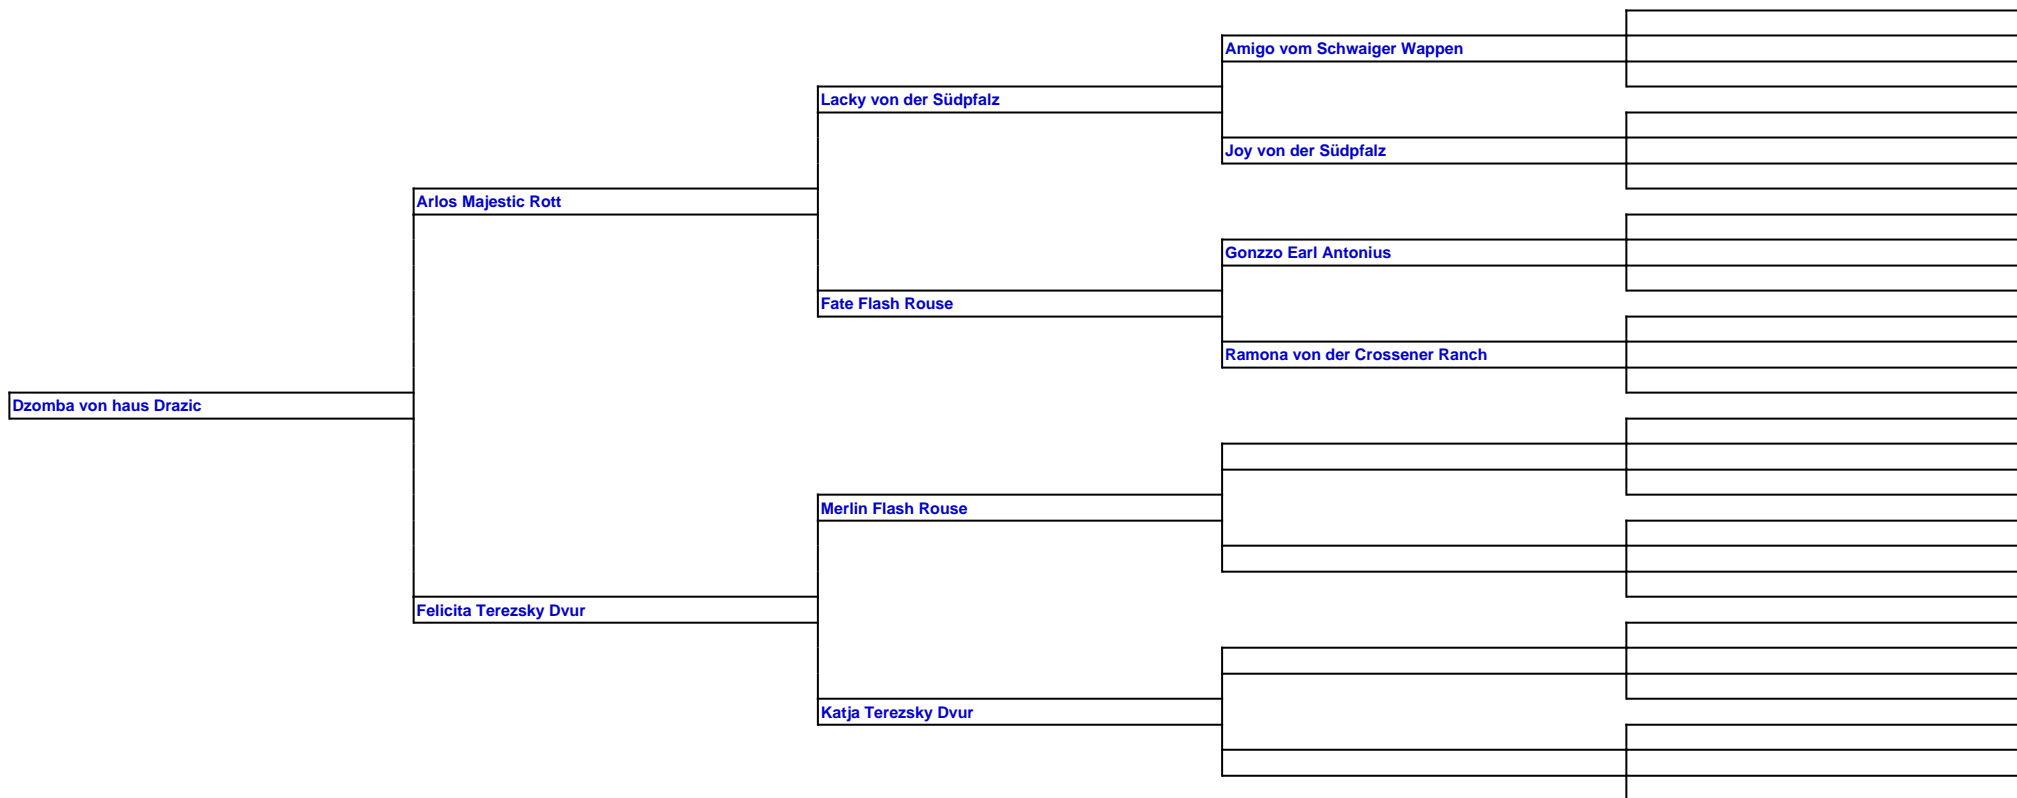 Amigo vom Schwaiger Wappen
Lacky von der Südpfalz
Joy von der Südpfalz
Arlos Majestic Rott
Gonzzo Earl Antonius
Fate Flash Rouse
Ramona von der Crossener Ranch
Dzomba von haus Drazic
Merlin Flash Rouse
Felicita Terezsky Dvur
Katja Terezsky Dvur